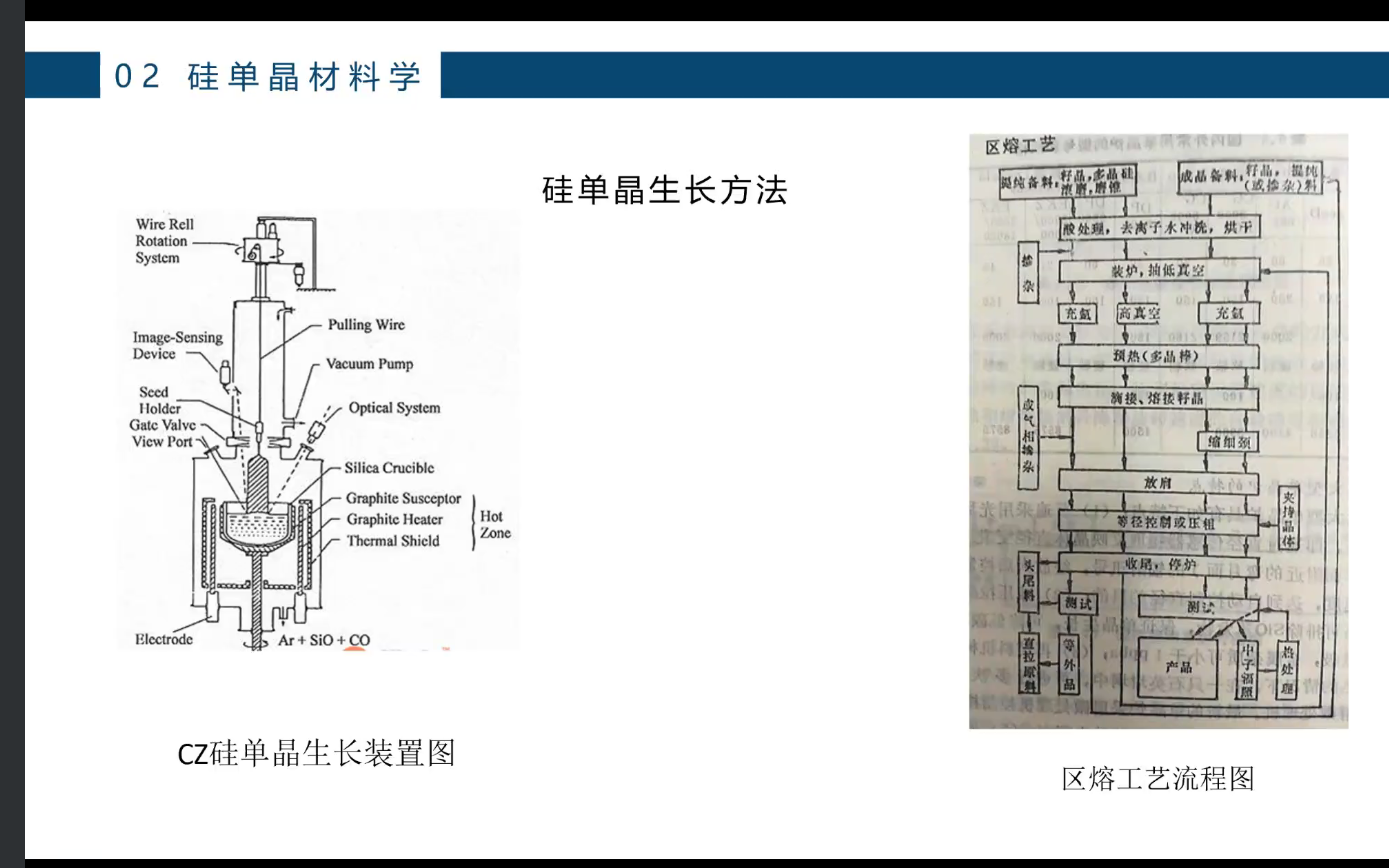 02 硅单晶材料学
硅单晶生长方法
Wire Rell
Rotation
System
Image-Sensing
Device
Seed
Holder
Gate Valve
View Port
Pulling Wire
Vacuum Pump
Optical System
Silica Crucible
Graphite Susceptor
Graphite Heater
Thermal Shield
Hot
Zone
Electrode
Ar + SiO + CO
CZ硅单晶生长装置图
区熔工艺
提纯备料:籽晶,多晶硅
滚磨,磨锥
成品备料:籽晶,提纯
(或掺杂)料
酸处理,去离子水冲洗,烘干
掺杂
装炉,抽低真空
充氩
高真空
充氩
预热(多晶棒)
熔接籽晶
或气相掺杂
缩细颈
放肩
等径控制或压粗
夹持晶体
收尾,停炉
头尾料
测试
测试
直拉原料
等外品
产品
中子辐照
热处理
区熔工艺流程图